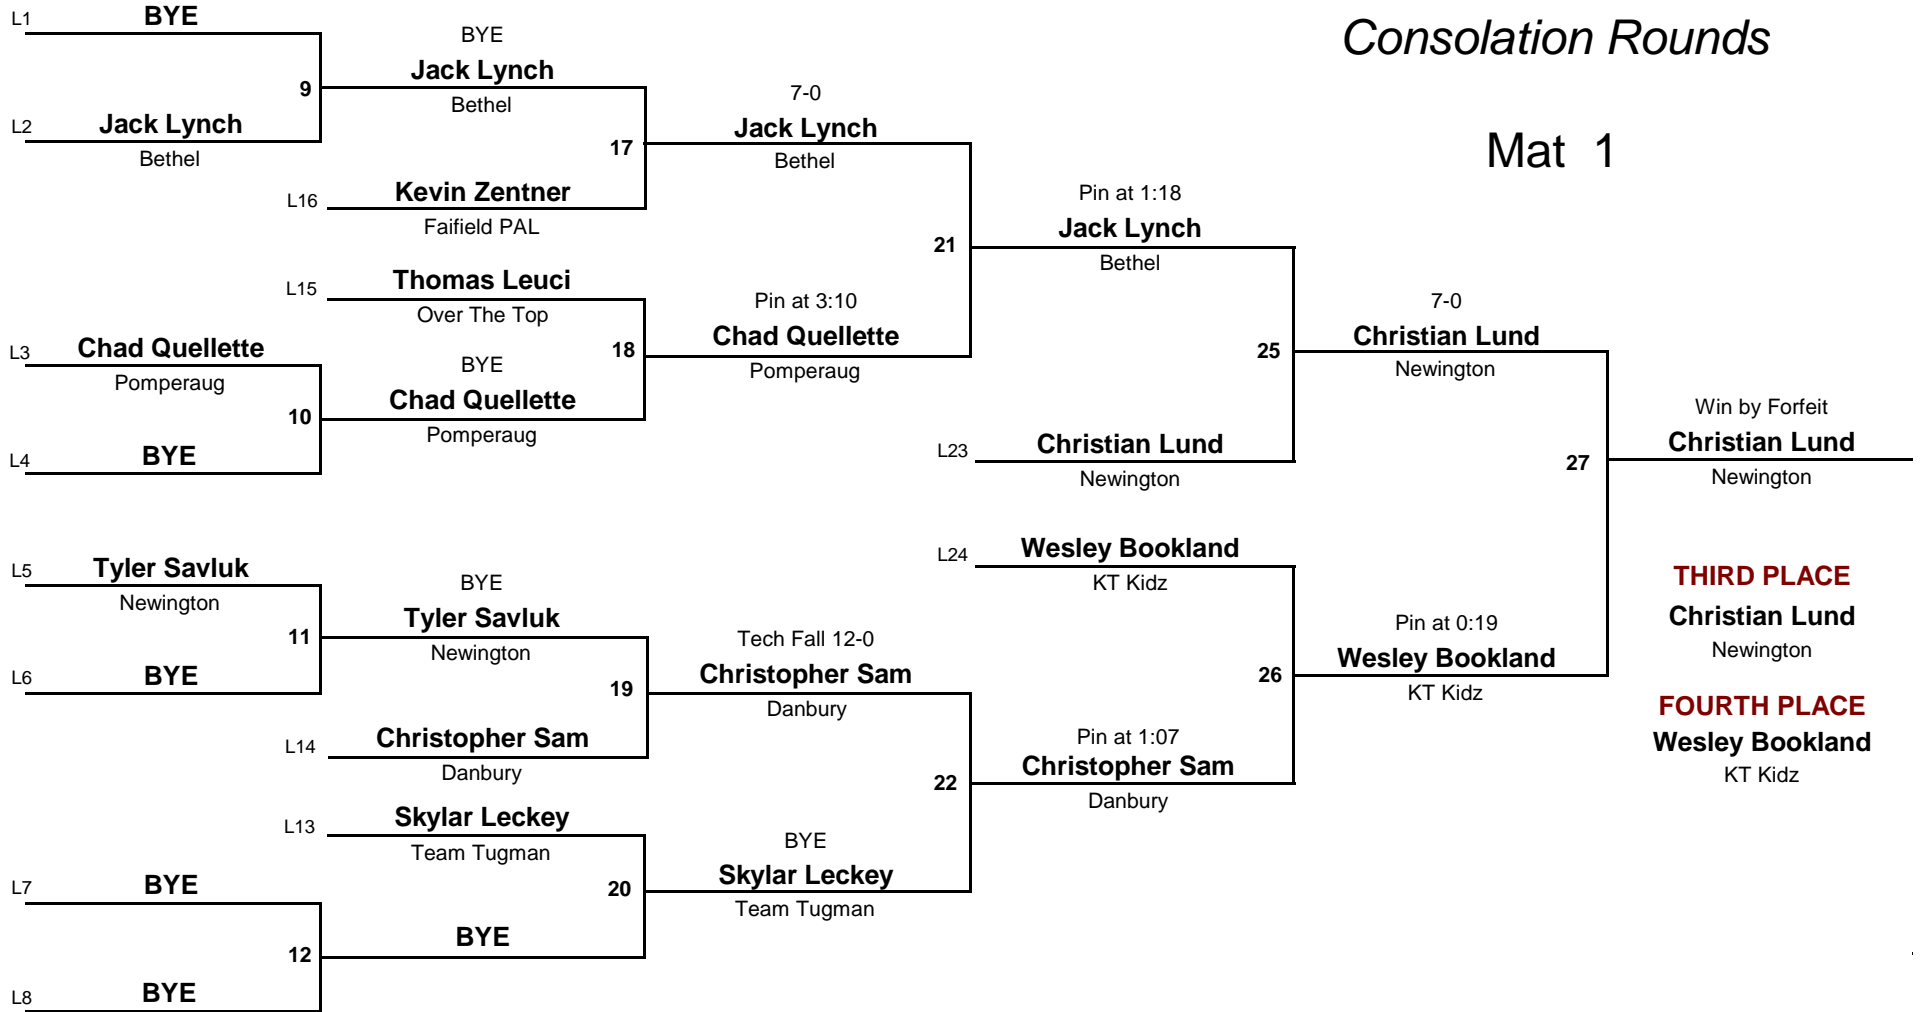 Consolation Rounds
Mat 1
L1 BYE
9
L2 Jack Lynch
Bethel
L3 Chad Quellette
Pomperaug
10
L4 BYE
L5 Tyler Savluk
Newington
11
L6 BYE
L7 BYE
12
L8 BYE
BYE
Jack Lynch
Bethel
17
L16 Kevin Zentner
Faifield PAL
L15 Thomas Leuci
Over The Top
18
BYE
Chad Quellette
Pomperaug
BYE
Tyler Savluk
Newington
19
L14 Christopher Sam
Danbury
L13 Skylar Leckey
Team Tugman
20
BYE
7-0
Jack Lynch
Bethel
21
Pin at 3:10
Chad Quellette
Pomperaug
Tech Fall 12-0
Christopher Sam
Danbury
22
BYE
Skylar Leckey
Team Tugman
Pin at 1:18
Jack Lynch
Bethel
25
L23 Christian Lund
Newington
L24 Wesley Bookland
KT Kidz
26
Pin at 1:07
Christopher Sam
Danbury
7-0
Christian Lund
Newington
27
Pin at 0:19
Wesley Bookland
KT Kidz
Win by Forfeit
Christian Lund
Newington
THIRD PLACE
Christian Lund
Newington
FOURTH PLACE
Wesley Bookland
KT Kidz